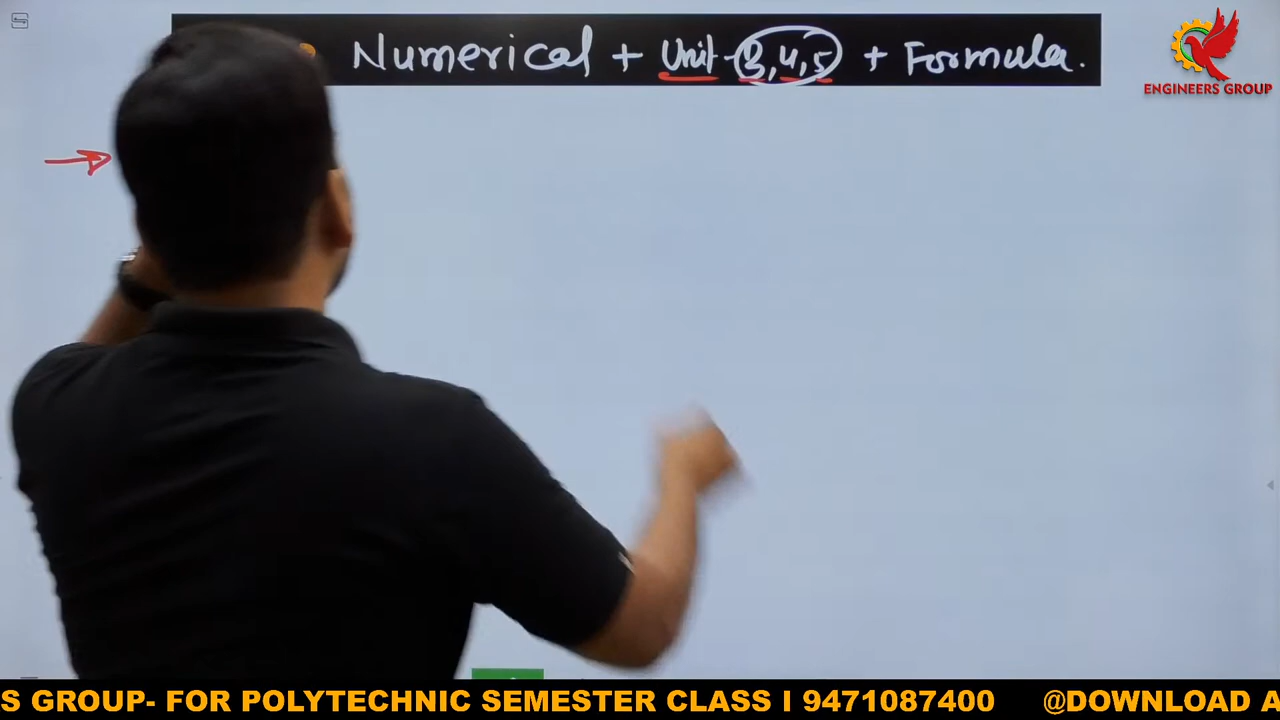 Numerical + Unit - 3,4,5 + Formula.
ENGINEERS GROUP
S GROUP- FOR POLYTECHNIC SEMESTER CLASS I 9471087400 @DOWNLOAD A